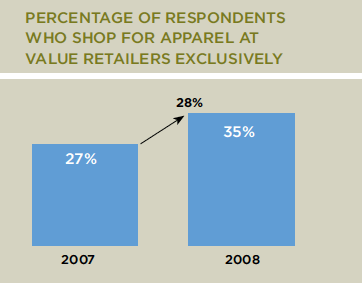 PERCENTAGE OF RESPONDENTS
WHO SHOP FOR APPAREL AT
VALUE RETAILERS EXCLUSIVELY
28%
27%
35%
2007
2008